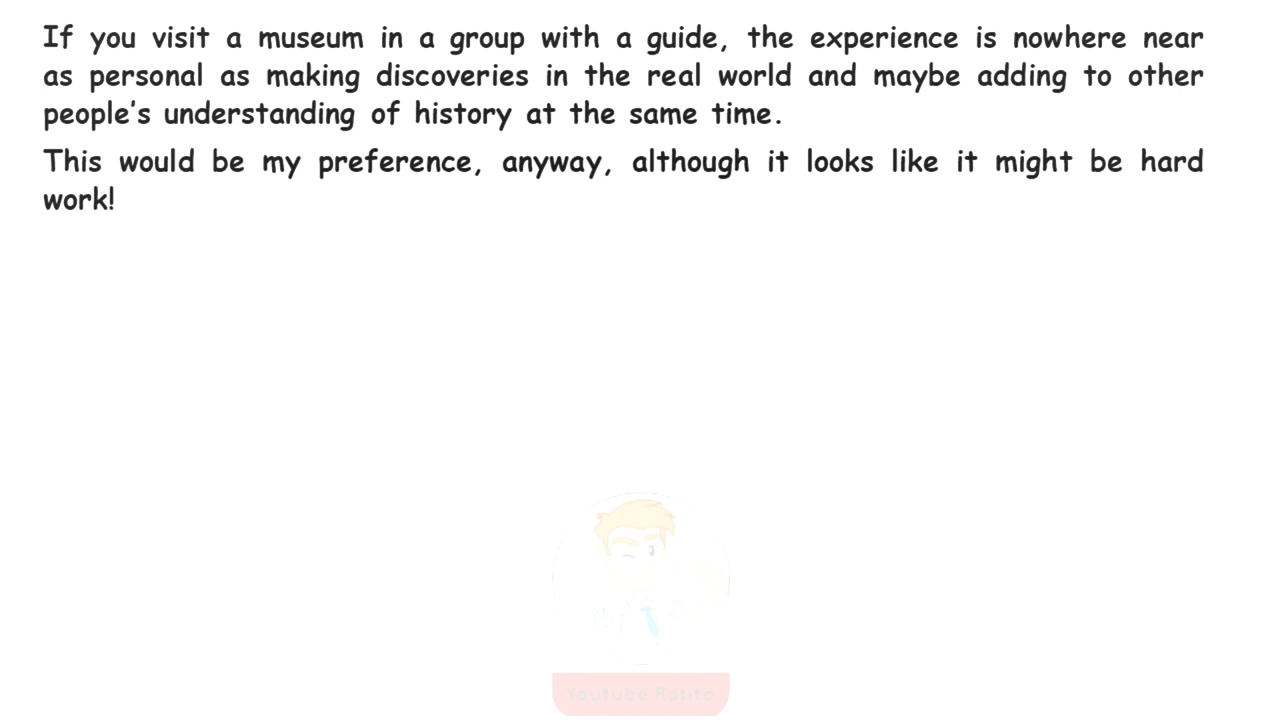 If you visit a museum in a group with a guide, the experience is nowhere near
as personal as making discoveries in the real world and maybe adding to other
people's understanding of history at the same time.
This would be my preference, anyway, although it looks like it might be hard
work!
Youtube Ratito